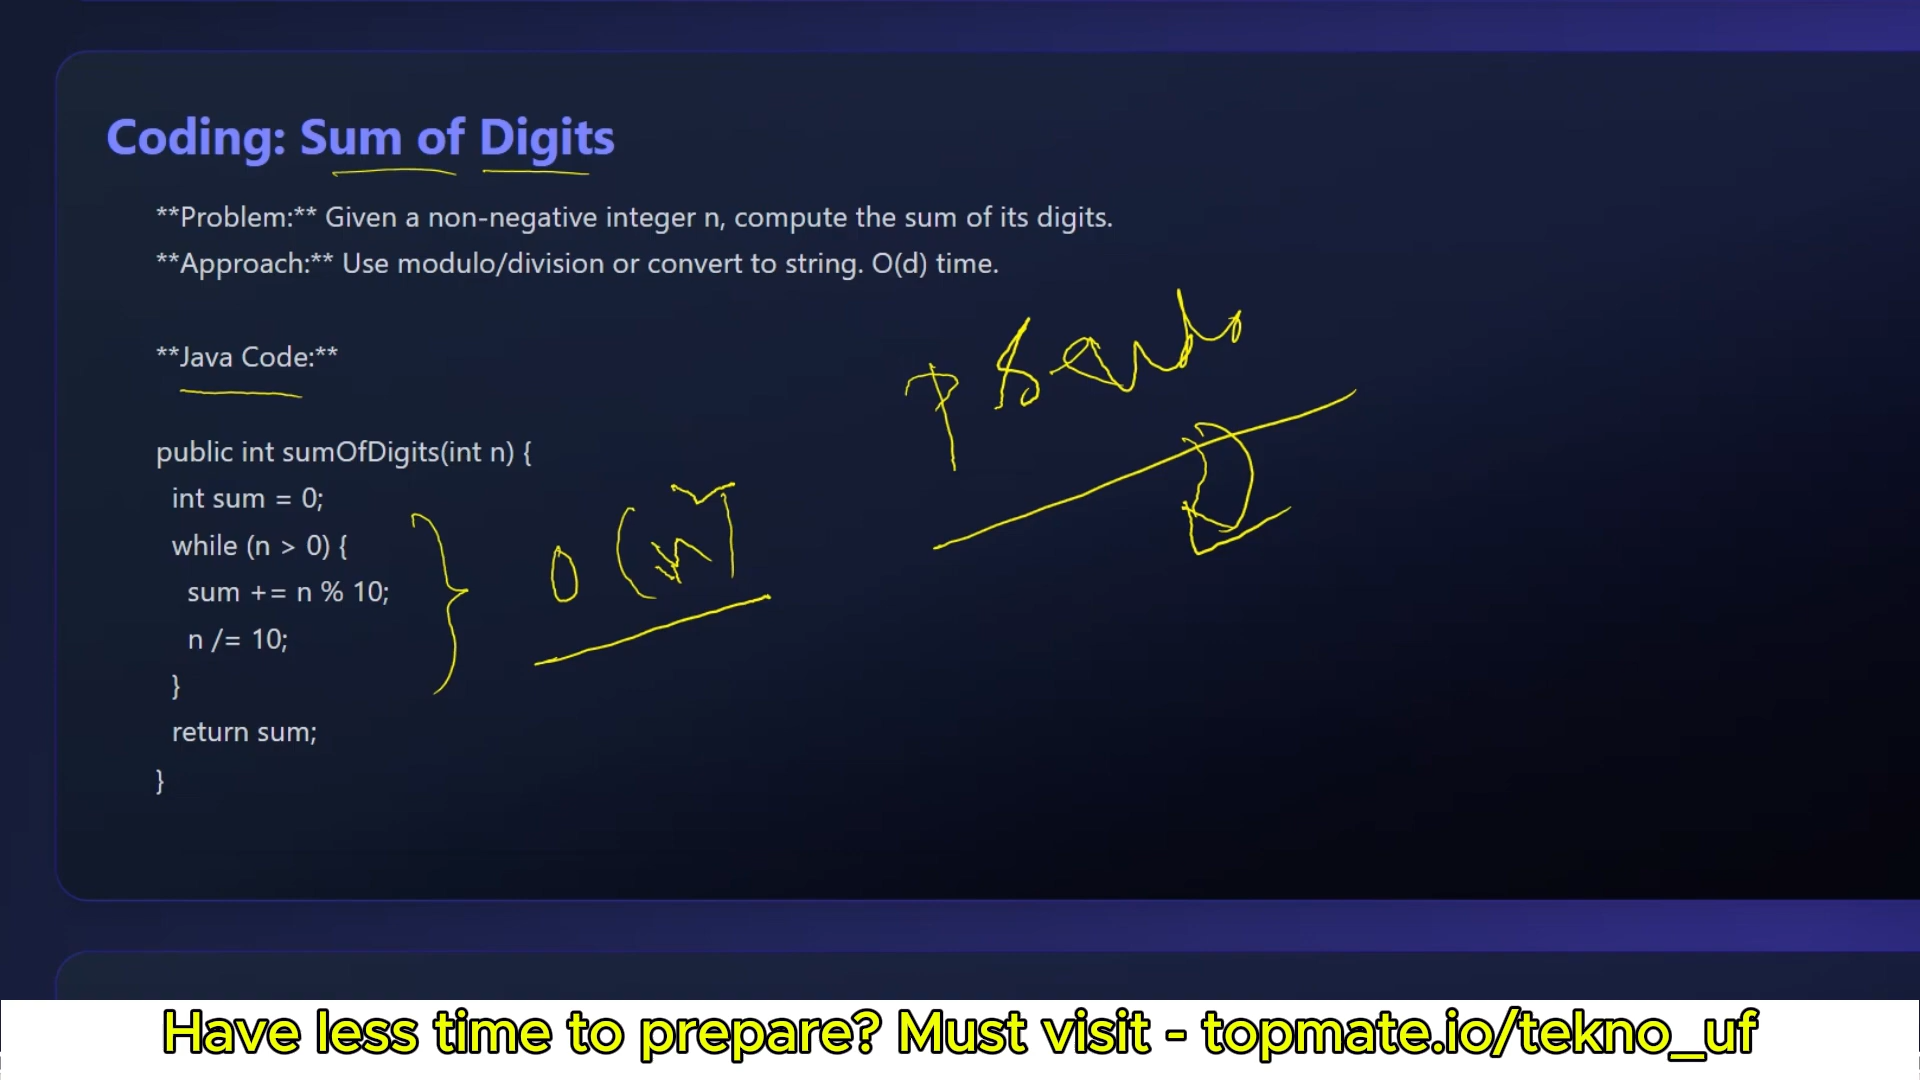 Coding: Sum of Digits
**Problem:** Given a non-negative integer n, compute the sum of its digits.
**Approach:** Use modulo/division or convert to string. O(d) time.
**Java Code:**
public int sumOfDigits(int n) {
int sum = 0;
while (n > 0) {
sum += n % 10;
n /= 10;
}
return sum;
}
O(n)
Have less time to prepare? Must visit - topmate.io/tekno_uf